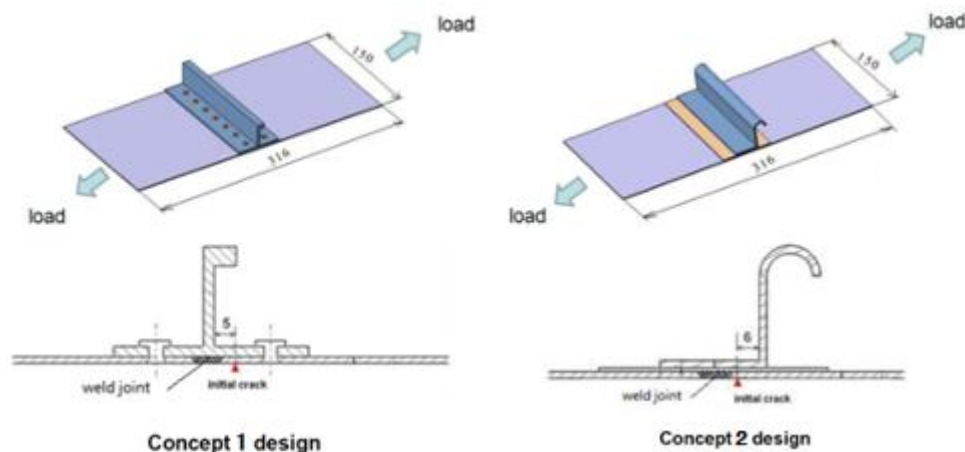 load
150
316
load
load
150
316
load
5
weld joint
initial crack
Concept 1 design
6
weld joint
initial crack
Concept 2 design